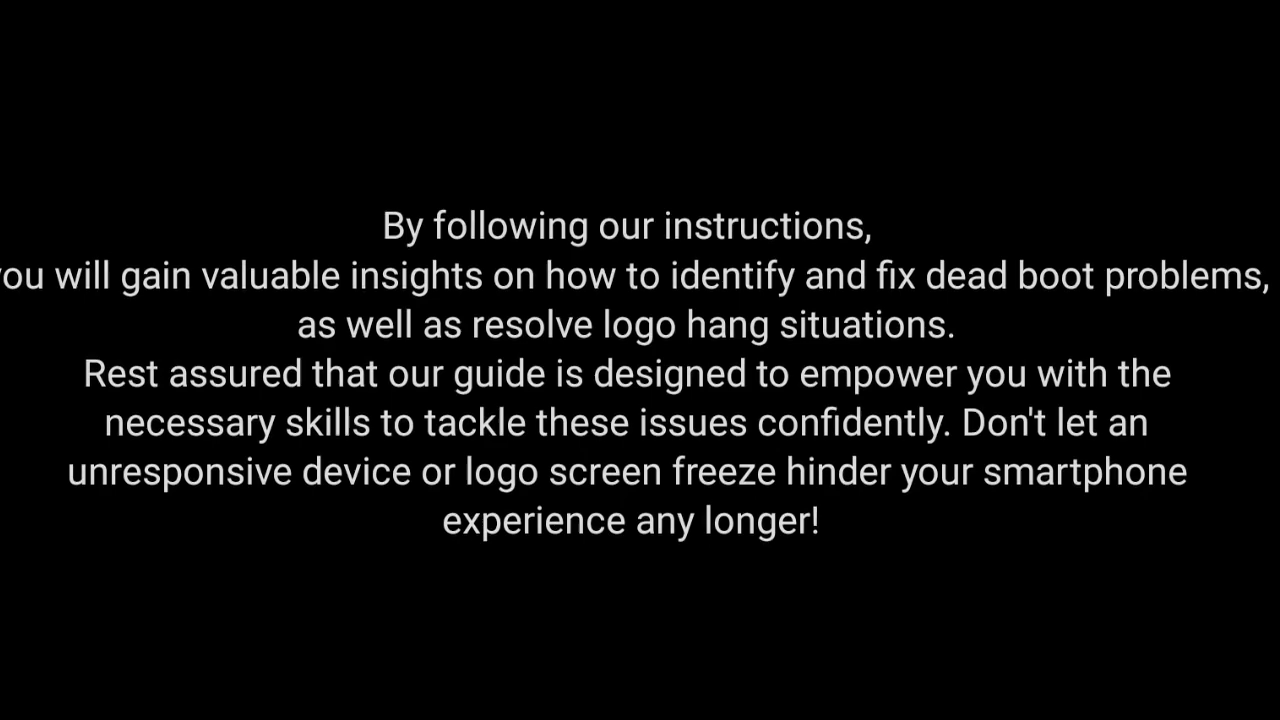 By following our instructions,
you will gain valuable insights on how to identify and fix dead boot problems,
as well as resolve logo hang situations.
Rest assured that our guide is designed to empower you with the
necessary skills to tackle these issues confidently. Don't let an
unresponsive device or logo screen freeze hinder your smartphone
experience any longer!